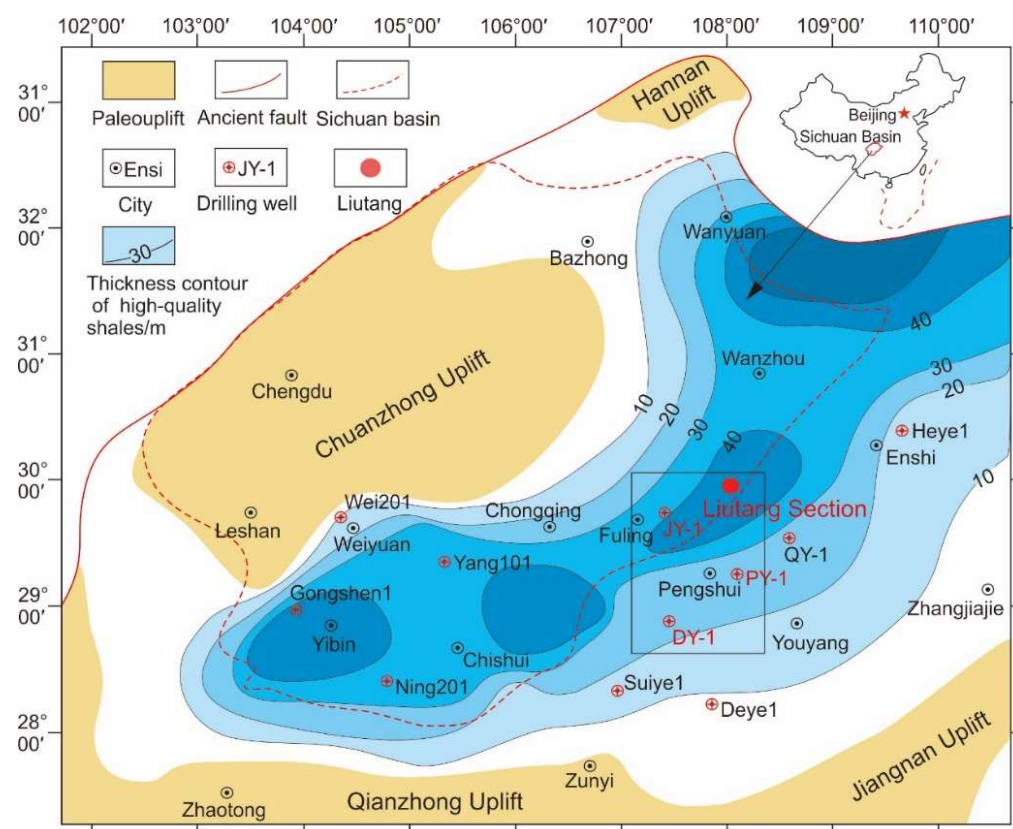 102°00′ 103°00′ 104°00′ 105°00′ 106°00′ 107°00′ 108°00′ 109°00′ 110°00′
31°
00′
32°
00′
31°
00′
30°
00′
29°
00′
28°
00′
Paleouplift
Ancient fault
Sichuan basin
Ensi
JY-1
City
Drilling well
Liutang
30
Thickness contour
of high-quality
shales/m
Hannan
Uplift
Beijing
Sichuan Basin
Wanyuan
Bazhong
40
30
20
10
Wanzhou
Chengdu
Chuanzhong Uplift
10
20
30
40
Heye1
Enshi
Leshan
Wei201
Weiyuan
Chongqing
Fuling
JY-1
Liutang Section
QY-1
Yang101
Pengshui
PY-1
Gongshen1
Yibin
Chishui
DY-1
Youyang
Zhangjiajie
Ning201
Suiye1
Deye1
Zunyi
Zhaotong
Qianzhong Uplift
Jiangnan Uplift